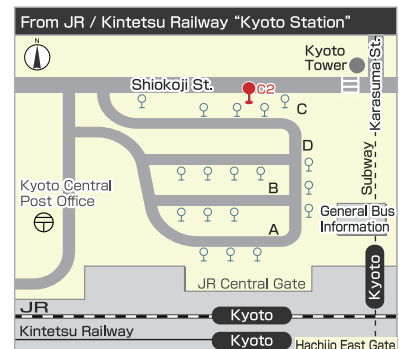 From JR / Kintetsu Railway “Kyoto Station”
N
Kyoto
Tower
Karasuma St.
Shiokoji St.
C2
C
D
Subway
Kyoto Central
Post Office
B
General Bus
Information
A
JR Central Gate
Kyoto
JR
Kyoto
Kintetsu Railway
Kyoto
Hachijo East Gate